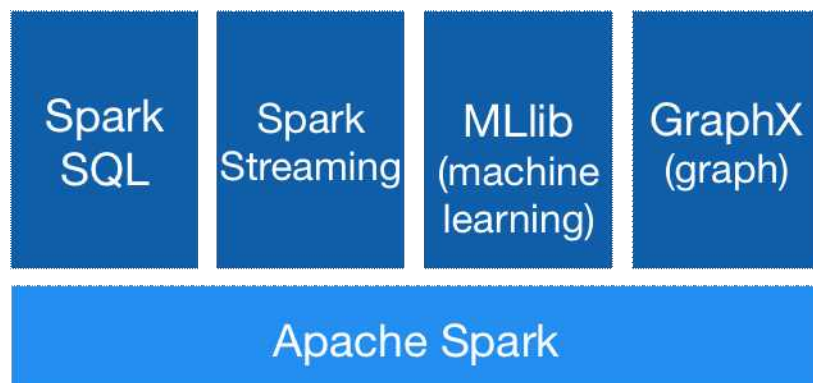 Spark
SQL
Spark
Streaming
MLlib
(machine
learning)
GraphX
(graph)
Apache Spark